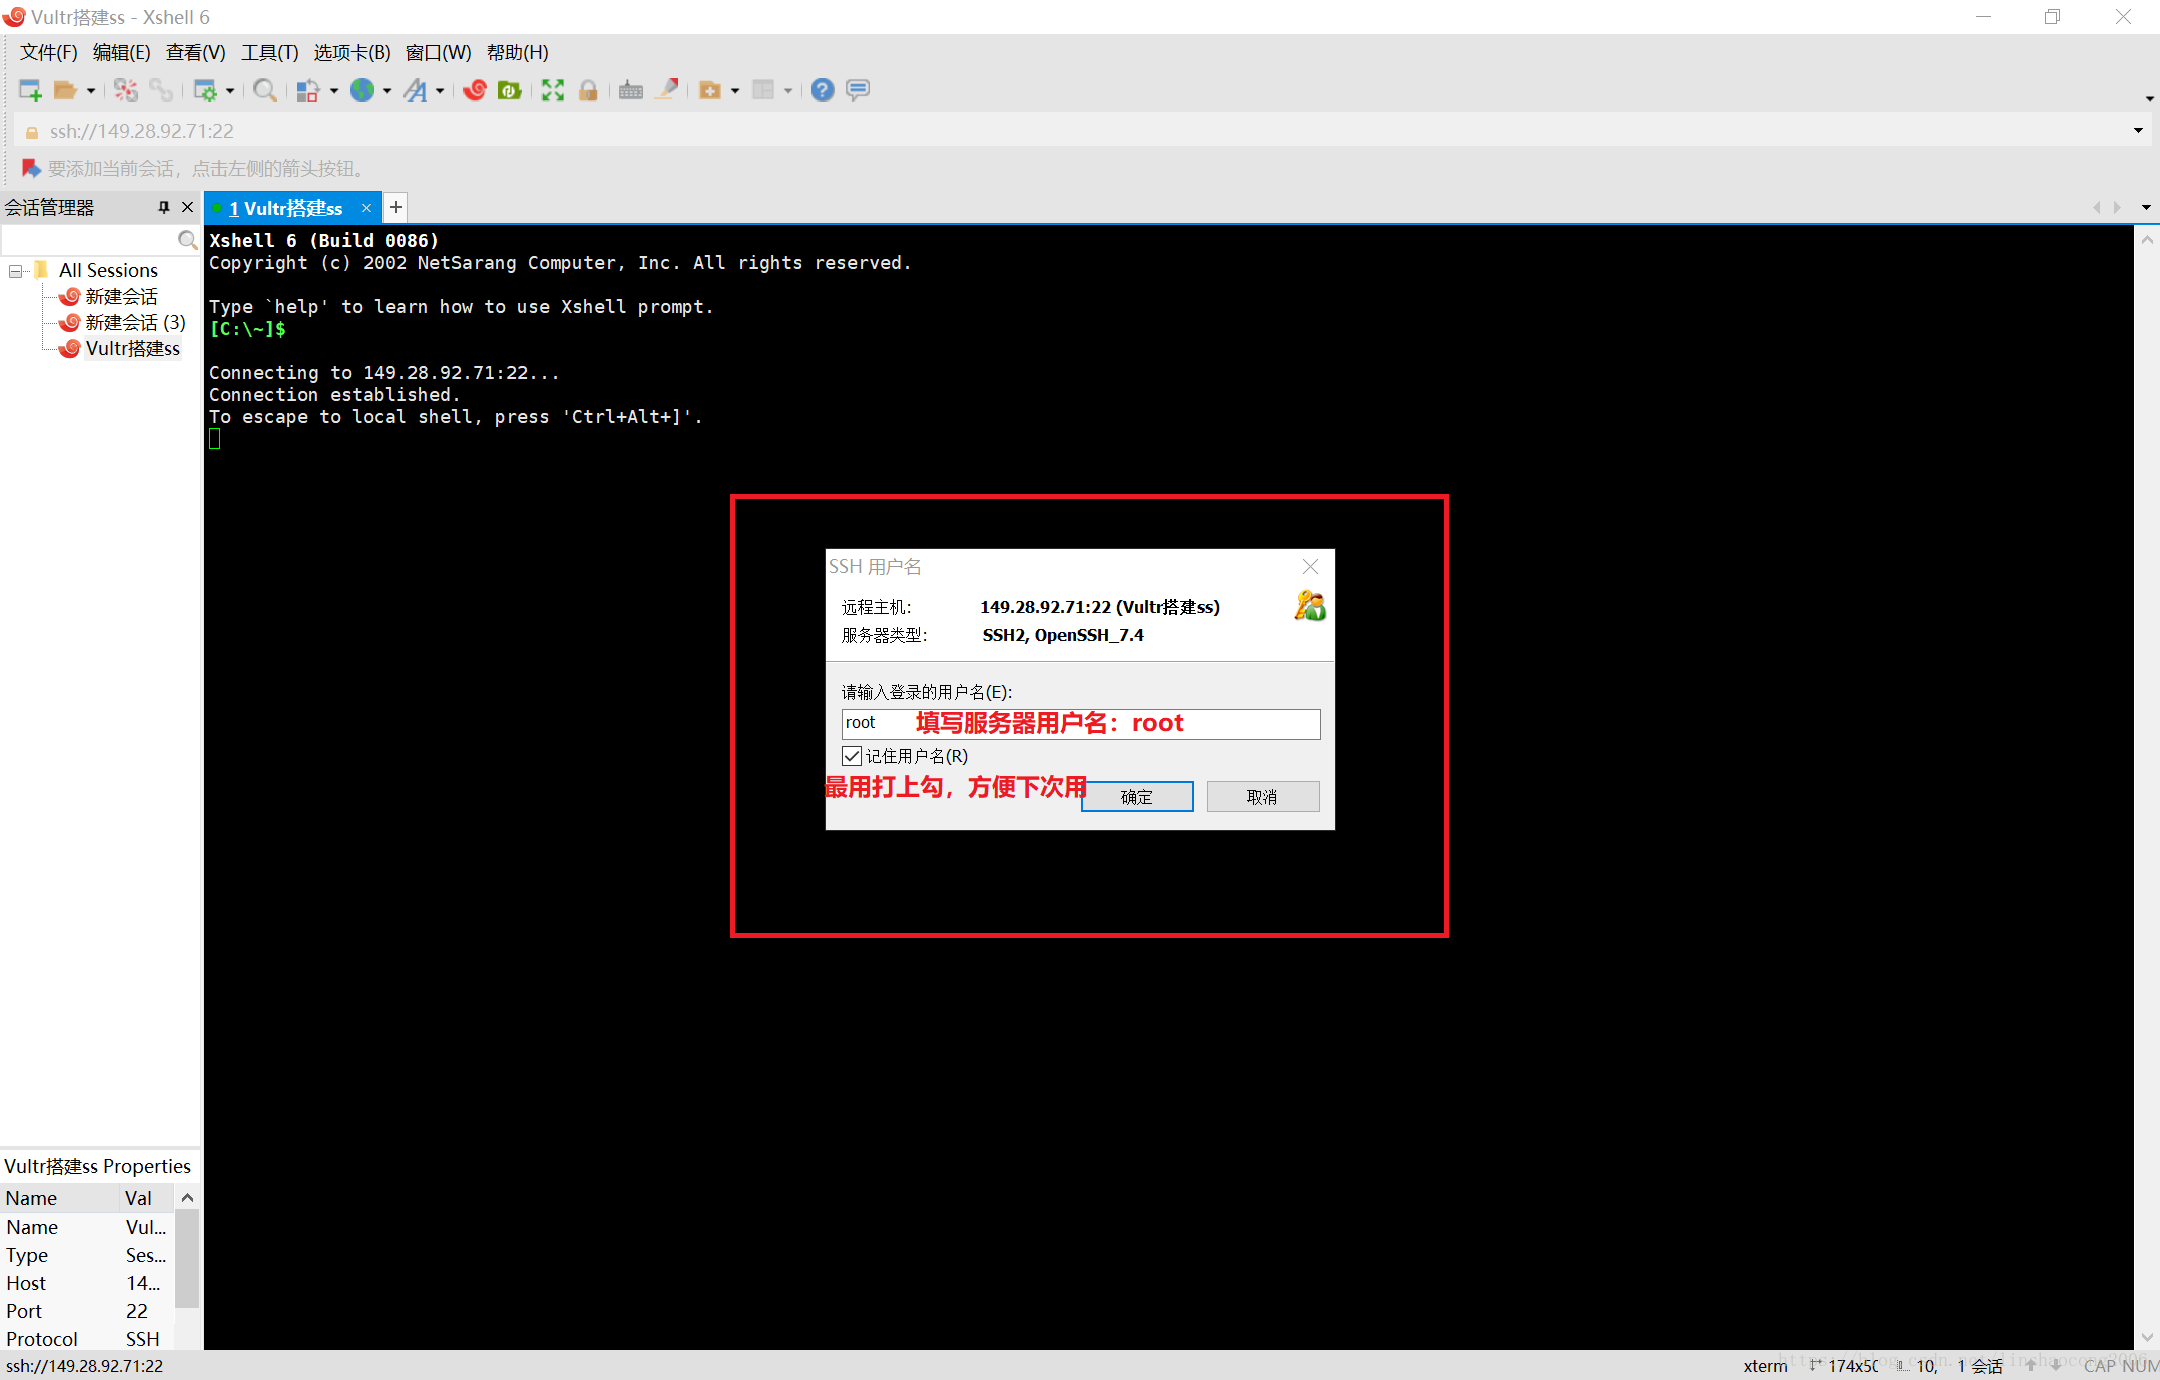 Vultr搭建ss - Xshell 6
文件(F) 编辑(E) 查看(V) 工具(T) 选项卡(B) 窗口(W) 帮助(H)
ssh://149.28.92.71:22
要添加当前会话，点击左侧的箭头按钮。
会话管理器
1 Vultr搭建ss
Xshell 6 (Build 0086)
Copyright (c) 2002 NetSarang Computer, Inc. All rights reserved.
Type `help' to learn how to use Xshell prompt.
[C:\~]$
Connecting to 149.28.92.71:22...
Connection established.
To escape to local shell, press 'Ctrl+Alt+]'.
All Sessions
新建会话
新建会话 (3)
Vultr搭建ss
SSH 用户名
远程主机: 149.28.92.71:22 (Vultr搭建ss)
服务器类型: SSH2, OpenSSH_7.4
请输入登录的用户名(E):
root 填写服务器用户名：root
记住用户名(R)
最用打上勾，方便下次用
确定 取消
Vultr搭建ss Properties
Name Val
Name Vul...
Type Ses...
Host 14...
Port 22
Protocol SSH
ssh://149.28.92.71:22
xterm 174x50 10, 1 会话 CAP NUM